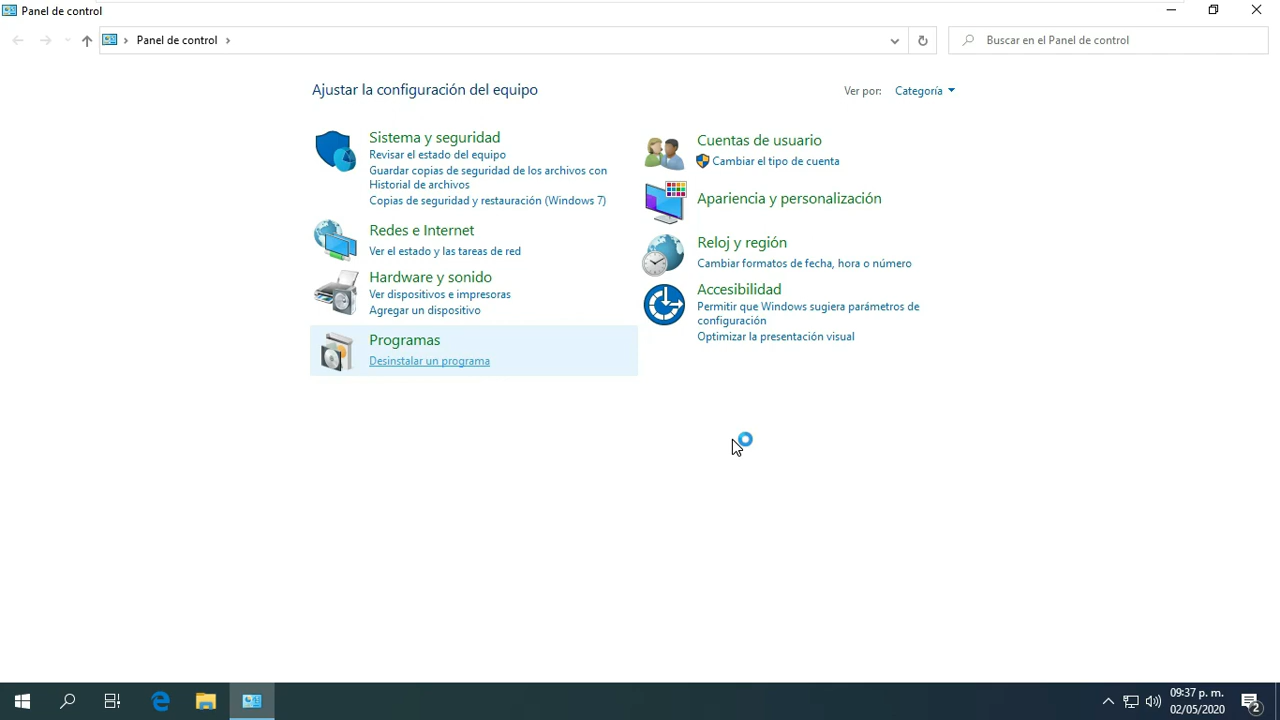 Panel de control
Panel de control
Buscar en el Panel de control
Ajustar la configuración del equipo
Ver por: Categoría
Sistema y seguridad
Revisar el estado del equipo
Guardar copias de seguridad de los archivos con
Historial de archivos
Copias de seguridad y restauración (Windows 7)
Redes e Internet
Ver el estado y las tareas de red
Hardware y sonido
Ver dispositivos e impresoras
Agregar un dispositivo
Programas
Desinstalar un programa
Cuentas de usuario
Cambiar el tipo de cuenta
Apariencia y personalización
Reloj y región
Cambiar formatos de fecha, hora o número
Accesibilidad
Permitir que Windows sugiera parámetros de
configuración
Optimizar la presentación visual
09:37 p. m.
02/05/2020
2